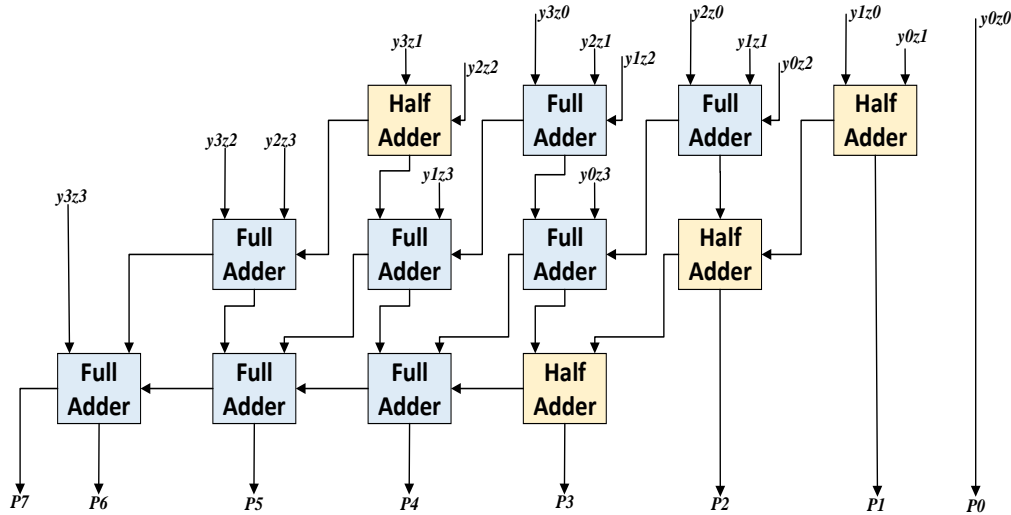 y3z0 y2z0 y1z0 y0z0
y3z1 y2z1 y1z1 y0z1
y2z2 y1z2 y0z2
Half Adder
Full Adder
Full Adder
Half Adder
y3z2 y2z3 y1z3 y0z3
y3z3
Full Adder
Full Adder
Full Adder
Half Adder
Full Adder
Full Adder
Full Adder
Half Adder
P7 P6 P5 P4 P3 P2 P1 P0